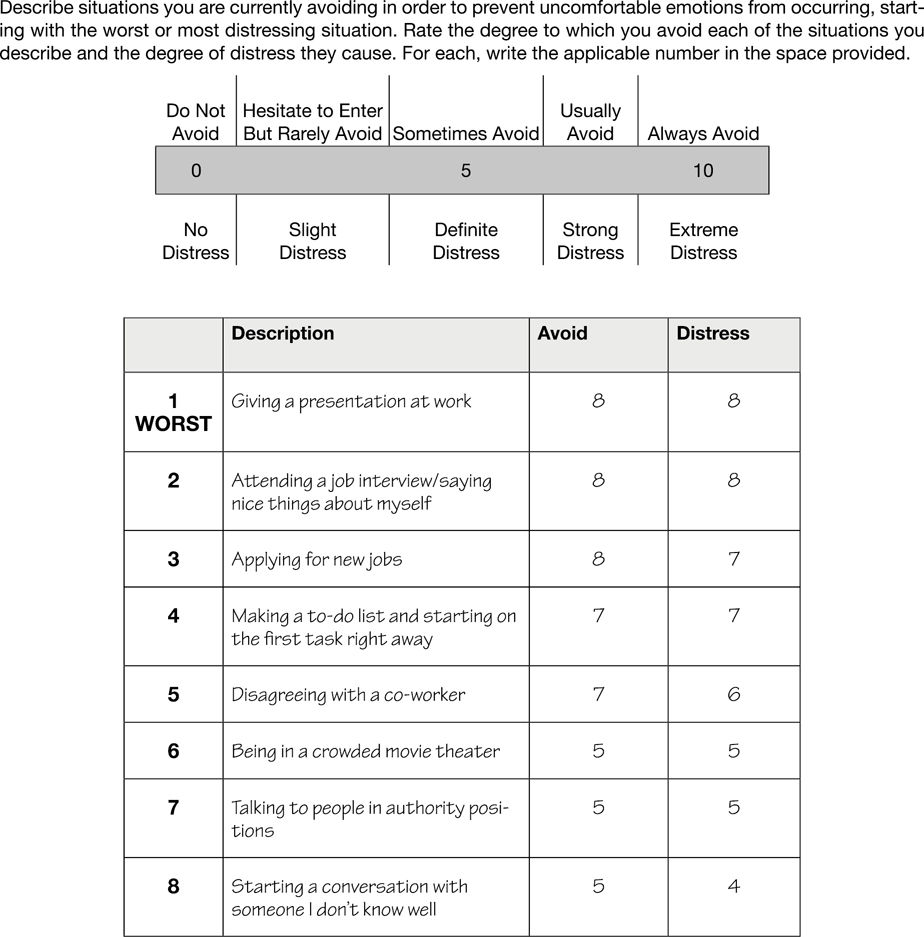 Describe situations you are currently avoiding in order to prevent uncomfortable emotions from occurring, start-
ing with the worst or most distressing situation. Rate the degree to which you avoid each of the situations you
describe and the degree of distress they cause. For each, write the applicable number in the space provided.
Do Not
Avoid
Hesitate to Enter
But Rarely Avoid
Sometimes Avoid
Usually
Avoid
Always Avoid
0
5
10
No
Distress
Slight
Distress
Definite
Distress
Strong
Distress
Extreme
Distress
Description Avoid Distress
1
WORST
Giving a presentation at work 8 8
2 Attending a job interview/saying 8 8
nice things about myself
3 Applying for new jobs 8 7
4 Making a to-do list and starting on 7 7
the first task right away
5 Disagreeing with a co-worker 7 6
6 Being in a crowded movie theater 5 5
7 Talking to people in authority posi- 5 5
tions
8 Starting a conversation with 5 4
someone I don't know well